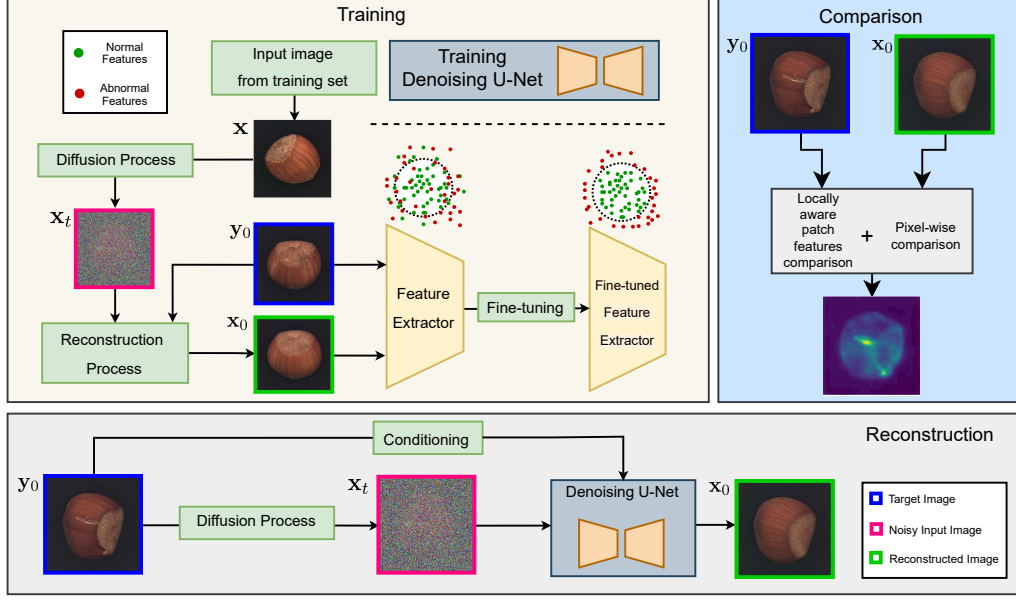 Training
Normal
Features
Abnormal
Features
Input image
from training set
Training
Denoising U-Net
x
Diffusion Process
x_t
y_0
x_0
Reconstruction
Process
Feature
Extractor
Fine-tuning
Fine-tuned
Feature
Extractor
Comparison
y_0
x_0
Locally
aware
patch
features
comparison
+
Pixel-wise
comparison
Reconstruction
Conditioning
y_0
Diffusion Process
x_t
Denoising U-Net
x_0
Target Image
Noisy Input Image
Reconstructed Image